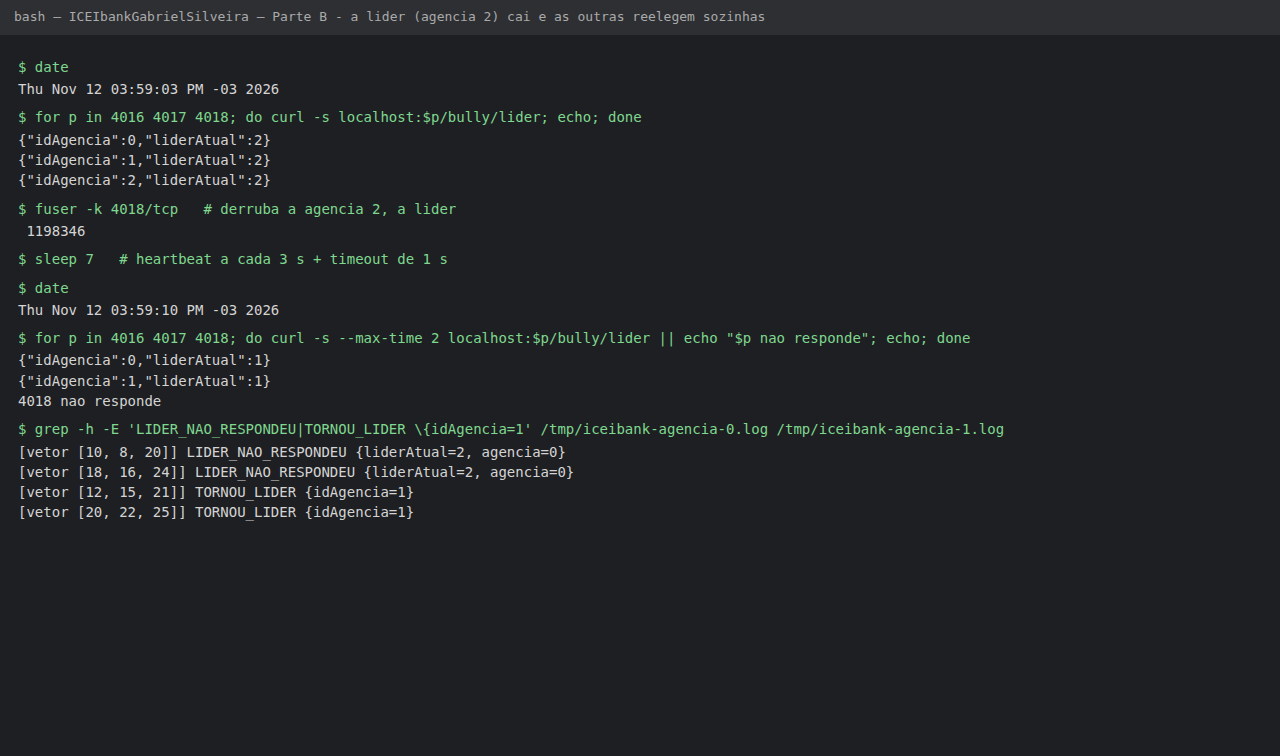 bash — ICEIbankGabrielSilveira — Parte B - a lider (agencia 2) cai e as outras reelegem sozinhas
$ date
Thu Nov 12 03:59:03 PM -03 2026
$ for p in 4016 4017 4018; do curl -s localhost:$p/bully/lider; echo; done
{"idAgencia":0,"liderAtual":2}
{"idAgencia":1,"liderAtual":2}
{"idAgencia":2,"liderAtual":2}
$ fuser -k 4018/tcp   # derruba a agencia 2, a lider
 1198346
$ sleep 7   # heartbeat a cada 3 s + timeout de 1 s
$ date
Thu Nov 12 03:59:10 PM -03 2026
$ for p in 4016 4017 4018; do curl -s --max-time 2 localhost:$p/bully/lider || echo "$p nao responde"; echo; done
{"idAgencia":0,"liderAtual":1}
{"idAgencia":1,"liderAtual":1}
4018 nao responde
$ grep -h -E 'LIDER_NAO_RESPONDEU|TORNOU_LIDER \{idAgencia=1' /tmp/iceibank-agencia-0.log /tmp/iceibank-agencia-1.log
[vetor [10, 8, 20]] LIDER_NAO_RESPONDEU {liderAtual=2, agencia=0}
[vetor [18, 16, 24]] LIDER_NAO_RESPONDEU {liderAtual=2, agencia=0}
[vetor [12, 15, 21]] TORNOU_LIDER {idAgencia=1}
[vetor [20, 22, 25]] TORNOU_LIDER {idAgencia=1}